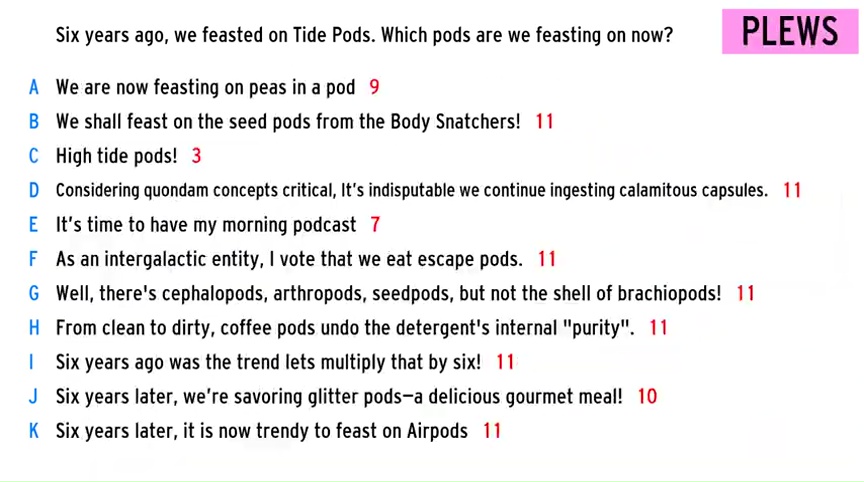 Six years ago, we feasted on Tide Pods. Which pods are we feasting on now?
PLEWS
A We are now feasting on peas in a pod 9
B We shall feast on the seed pods from the Body Snatchers! 11
C High tide pods! 3
D Considering quondam concepts critical, It's indisputable we continue ingesting calamitous capsules. 11
E It's time to have my morning podcast 7
F As an intergalactic entity, I vote that we eat escape pods. 11
G Well, there's cephalopods, arthropods, seedpods, but not the shell of brachiopods! 11
H From clean to dirty, coffee pods undo the detergent's internal "purity". 11
I Six years ago was the trend lets multiply that by six! 11
J Six years later, we're savoring glitter pods—a delicious gourmet meal! 10
K Six years later, it is now trendy to feast on Airpods 11